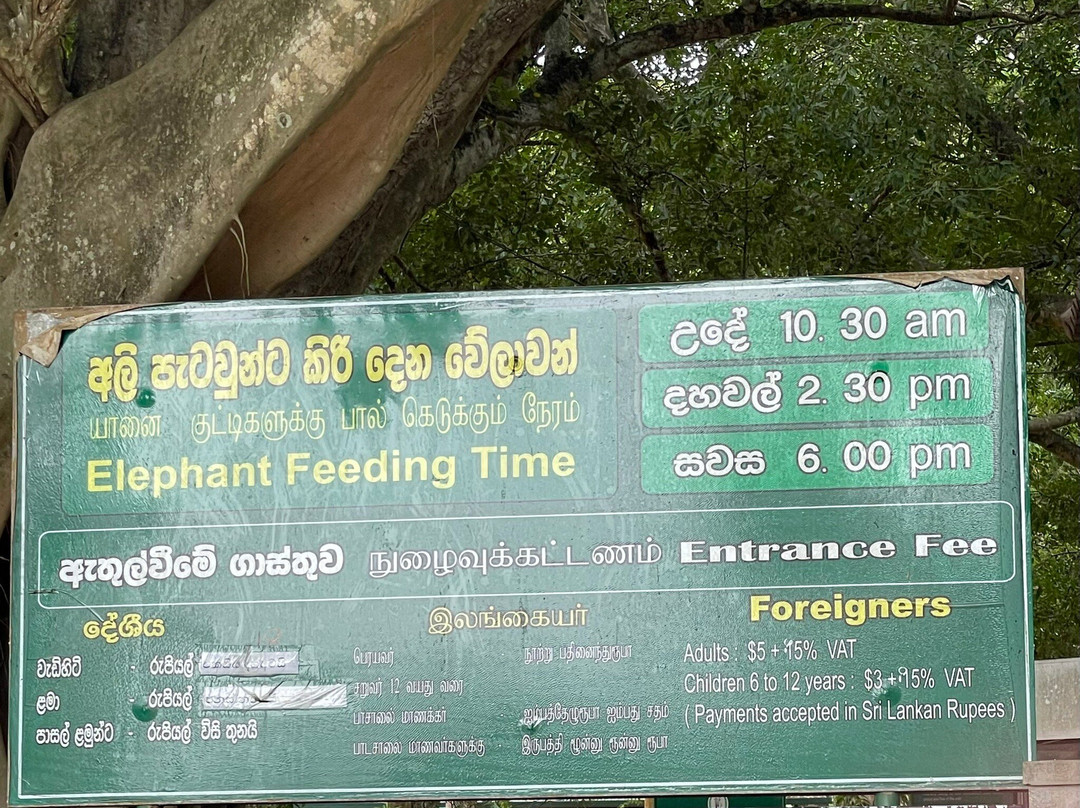 අලි පැටවුන්ට කිරි දෙන වේලාවන්
யானை குட்டிகளுக்கு பால் கெடுக்கும் நேரம்
Elephant Feeding Time
උදේ 10. 30 am
දහවල් 2. 30 pm
සවස 6. 00 pm
ඇතුල්වීමේ ගාස්තුව நுழைவுக்கட்டணம் Entrance Fee
දේශීය
වැඩිහිටි - රුපියල්
ළමා - රුපියල්
පාසල් ළමුන්ට - රුපියල් විසි තුනයි
இலங்கையர்
பெரயவர் - நூற்று பதினைந்துரூபா
சறுவர் 12 வயது வரை
பாசாலை மாணக்கர் - ஐம்பத்தேழுரூபா ஐம்பது சதம்
பாடசாலை மாணவர்களுக்கு - இருபத்தி மூன்னு ரூன்னு ரூபா
Foreigners
Adults : $5 + 15% VAT
Children 6 to 12 years : $3 + 15% VAT
( Payments accepted in Sri Lankan Rupees )